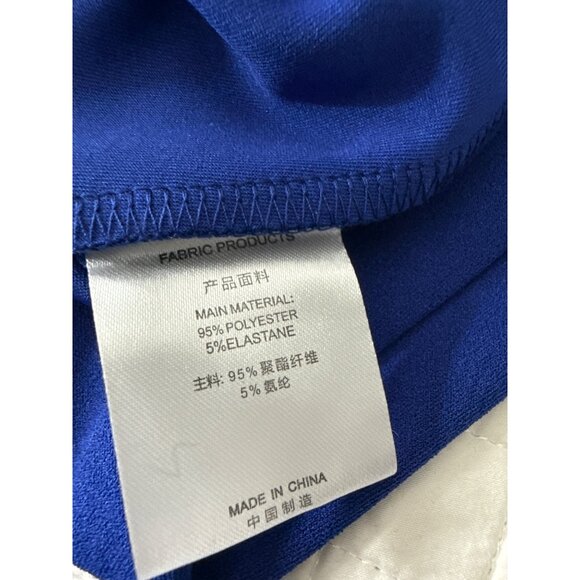 FABRIC PRODUCTS
产品面料
MAIN MATERIAL:
95% POLYESTER
5%ELASTANE
主料: 95% 聚酯纤维
5% 氨纶
MADE IN CHINA
中国制造